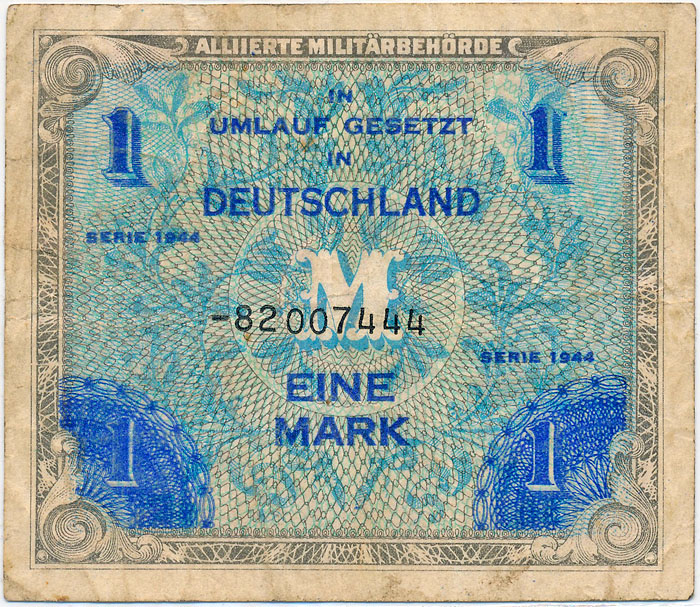 ALLIIERTE MILITÄRBEHÖRDE
1 IN 1
UMLAUF GESETZT
IN
DEUTSCHLAND
SERIE 1944
M
-82007444
SERIE 1944
EINE
MARK
1 1